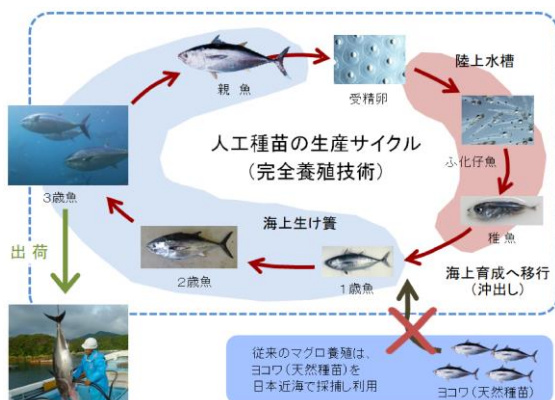 親 魚
受精卵
陸上水槽
人工種苗の生産サイクル
(完全養殖技術)
ふ化仔魚
3歳魚
海上生け簀
稚 魚
出 荷
2歳魚
1歳魚
海上育成へ移行
(沖出し)
従来のマグロ養殖は、
ヨコワ(天然種苗)を
日本近海で採捕し利用
ヨコワ(天然種苗)